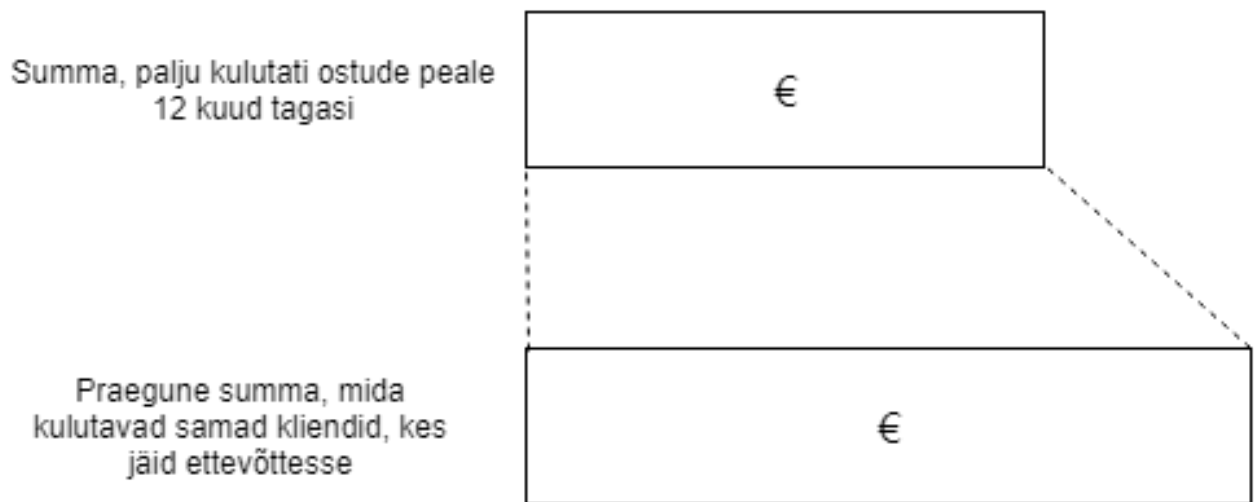 Summa, palju kulutati ostude peale
12 kuud tagasi
€
Praegune summa, mida
kulutavad samad kliendid, kes
jäid ettevõttesse
€